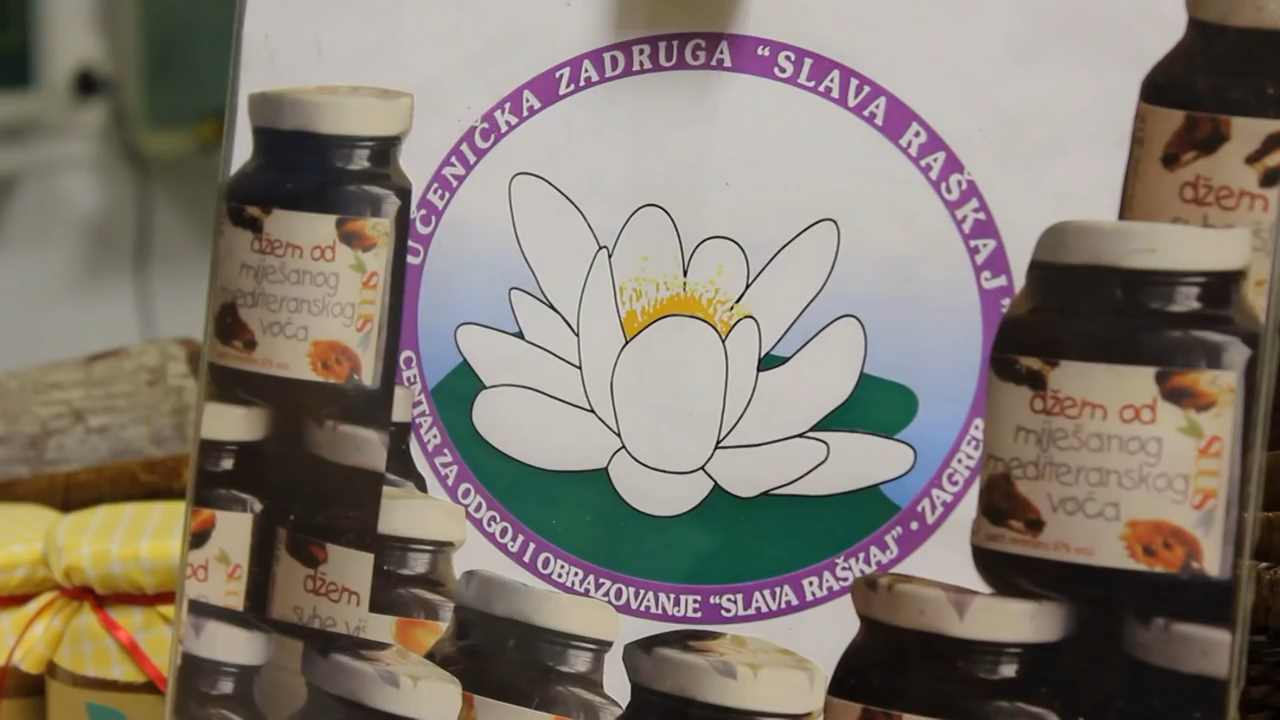 UČENIČKA ZADRUGA “SLAVA RAŠKAJ”
CENTAR ZA ODGOJ I OBRAZOVANJE “SLAVA RAŠKAJ” • ZAGREB
džem od
miješanog
mediteranskog
voća
džem od
miješanog
mediteranskog
voća
džem
džem
suhe
od